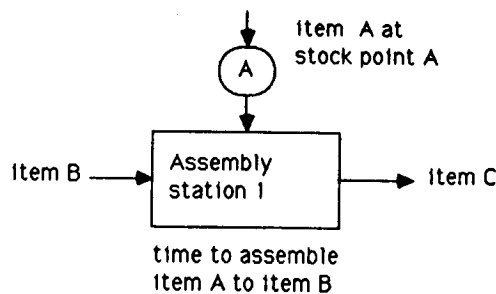 item A at
stock point A
A
Assembly
station 1
item B
item C
time to assemble
item A to item B